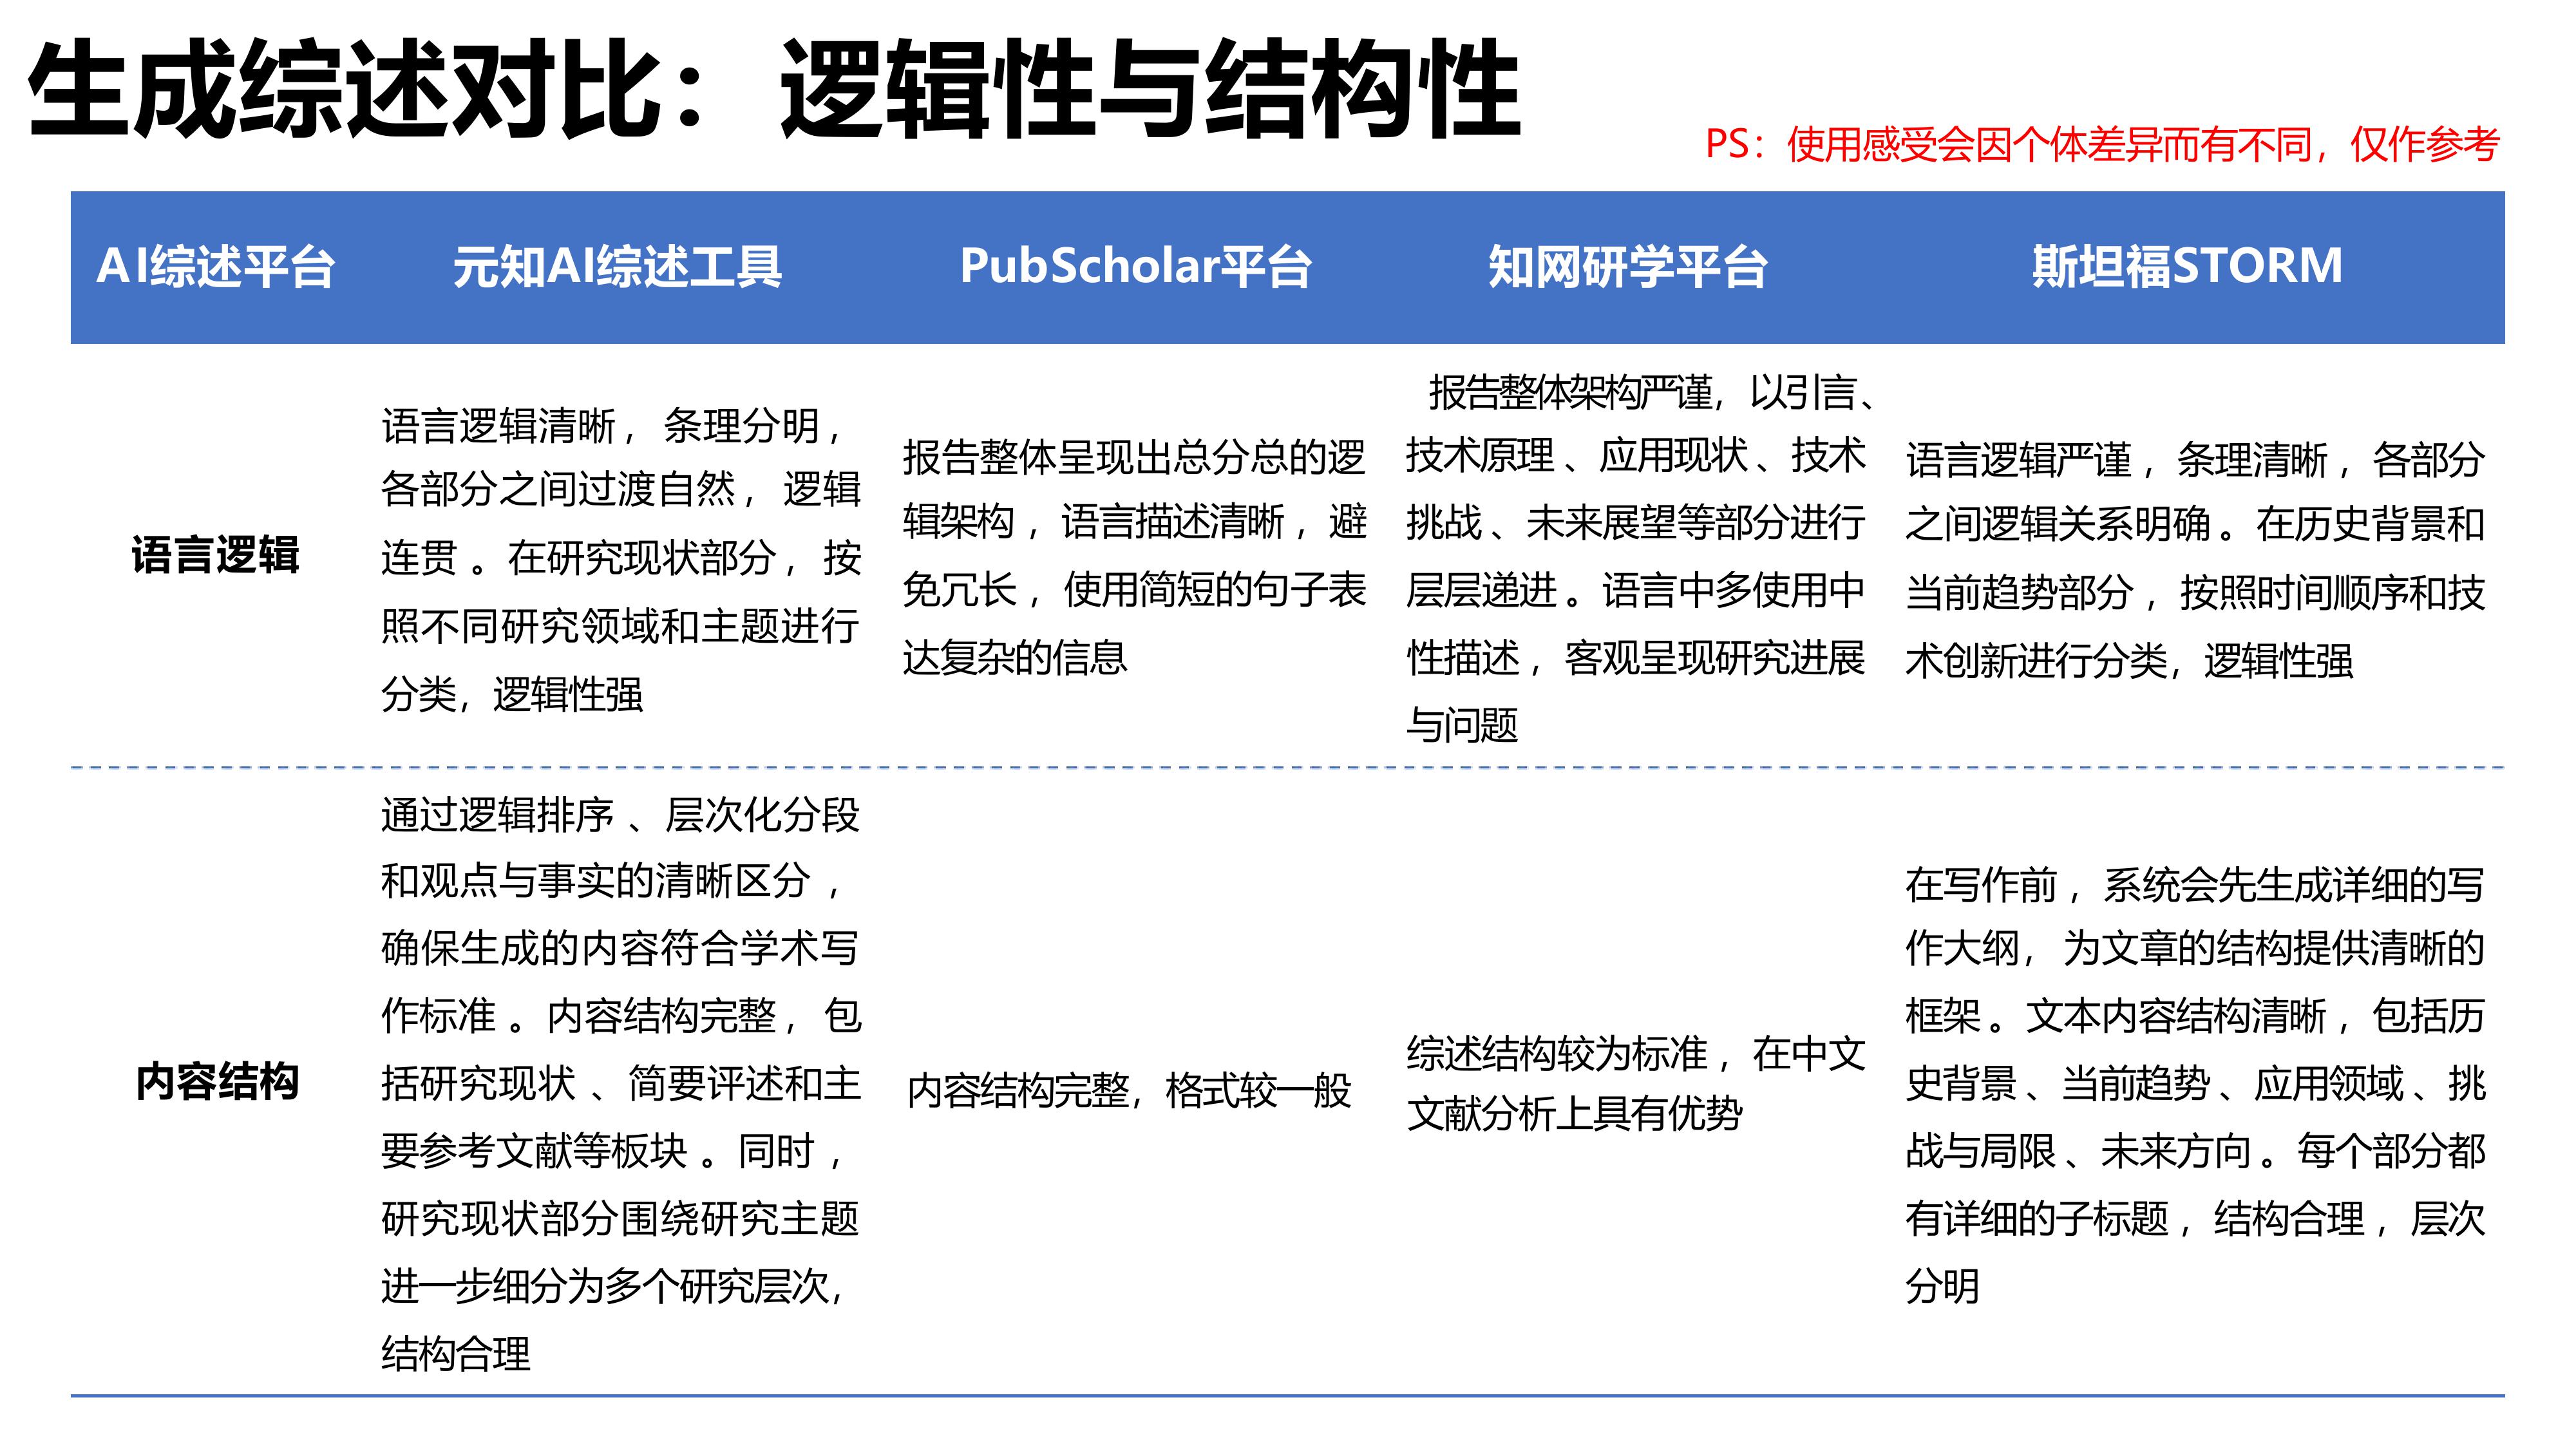 生成综述对比：逻辑性与结构性
PS：使用感受会因个体差异而有不同，仅作参考
AI综述平台
元知AI综述工具
PubScholar平台
知网研学平台
斯坦福STORM
语言逻辑
语言逻辑清晰，条理分明，
各部分之间过渡自然，逻辑
连贯。在研究现状部分，按
照不同研究领域和主题进行
分类，逻辑性强
报告整体呈现出总分总的逻
辑架构，语言描述清晰，避
免冗长，使用简短的句子表
达复杂的信息
报告整体架构严谨，以引言、
技术原理、应用现状、技术
挑战、未来展望等部分进行
层层递进。语言中多使用中
性描述，客观呈现研究进展
与问题
语言逻辑严谨，条理清晰，各部分
之间逻辑关系明确。在历史背景和
当前趋势部分，按照时间顺序和技
术创新进行分类，逻辑性强
内容结构
通过逻辑排序、层次化分段
和观点与事实的清晰区分，
确保生成的内容符合学术写
作标准。内容结构完整，包
括研究现状、简要评述和主
要参考文献等板块。同时，
研究现状部分围绕研究主题
进一步细分为多个研究层次，
结构合理
内容结构完整，格式较一般
综述结构较为标准，在中文
文献分析上具有优势
在写作前，系统会先生成详细的写
作大纲，为文章的结构提供清晰的
框架。文本内容结构清晰，包括历
史背景、当前趋势、应用领域、挑
战与局限、未来方向。每个部分都
有详细的子标题，结构合理，层次
分明